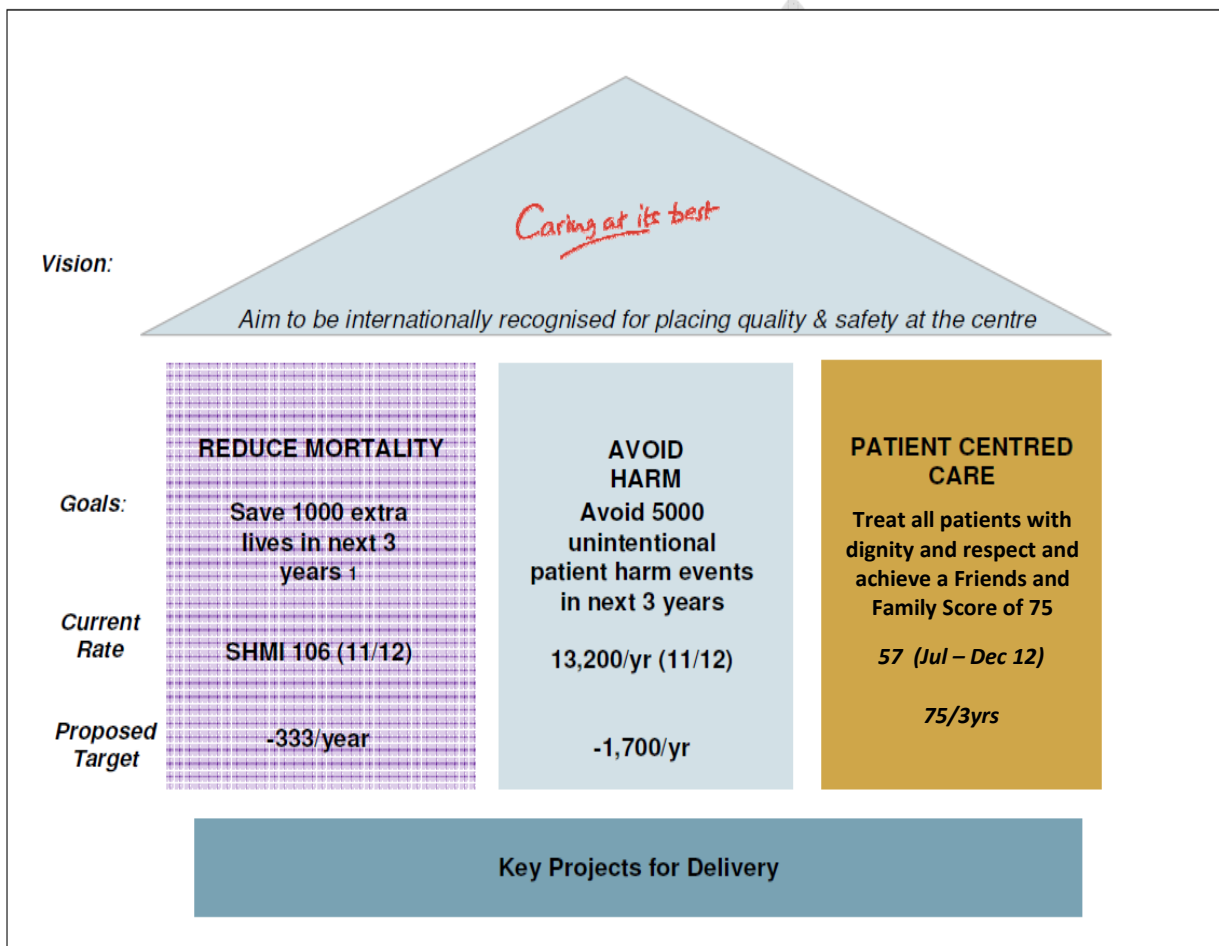 Caring at its best
Vision:
Aim to be internationally recognised for placing quality & safety at the centre
Goals:
REDUCE MORTALITY
Save 1000 extra
lives in next 3
years 1
AVOID
HARM
Avoid 5000
unintentional
patient harm events
in next 3 years
PATIENT CENTRED
CARE
Treat all patients with
dignity and respect and
achieve a Friends and
Family Score of 75
Current
Rate
SHMI 106 (11/12)
13,200/yr (11/12)
57 (Jul – Dec 12)
Proposed
Target
-333/year
-1,700/yr
75/3yrs
Key Projects for Delivery